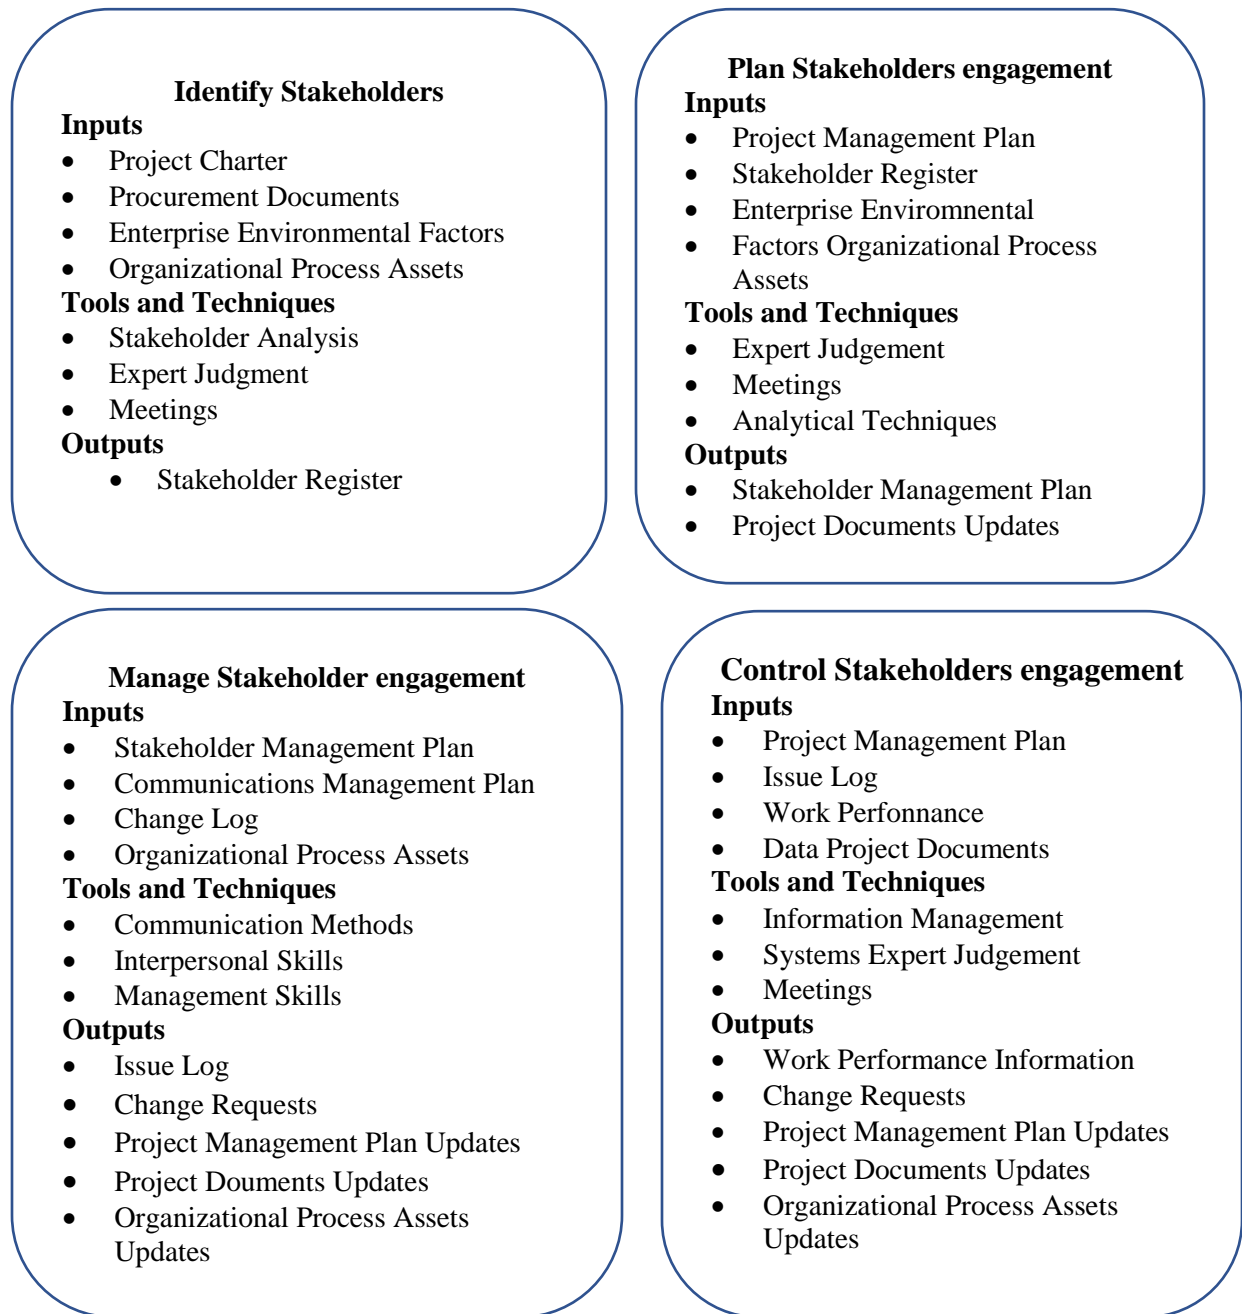 Identify Stakeholders
Inputs
• Project Charter
• Procurement Documents
• Enterprise Environmental Factors
• Organizational Process Assets
Tools and Techniques
• Stakeholder Analysis
• Expert Judgment
• Meetings
Outputs
• Stakeholder Register
Plan Stakeholders engagement
Inputs
• Project Management Plan
• Stakeholder Register
• Enterprise Enviromnental
• Factors Organizational Process
Assets
Tools and Techniques
• Expert Judgement
• Meetings
• Analytical Techniques
Outputs
• Stakeholder Management Plan
• Project Documents Updates
Manage Stakeholder engagement
Inputs
• Stakeholder Management Plan
• Communications Management Plan
• Change Log
• Organizational Process Assets
Tools and Techniques
• Communication Methods
• Interpersonal Skills
• Management Skills
Outputs
• Issue Log
• Change Requests
• Project Management Plan Updates
• Project Douments Updates
• Organizational Process Assets
Updates
Control Stakeholders engagement
Inputs
• Project Management Plan
• Issue Log
• Work Perfonnance
• Data Project Documents
Tools and Techniques
• Information Management
• Systems Expert Judgement
• Meetings
Outputs
• Work Performance Information
• Change Requests
• Project Management Plan Updates
• Project Documents Updates
• Organizational Process Assets
Updates